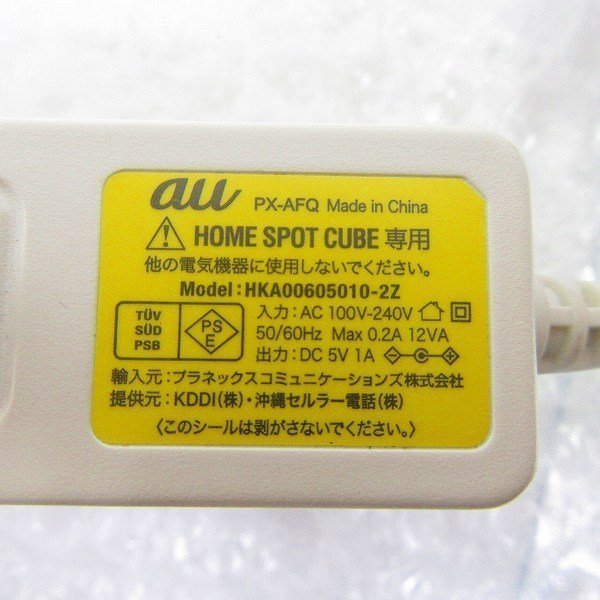 au PX-AFQ Made in China
HOME SPOT CUBE 専用
他の電気機器に使用しないでください。
Model:HKA00605010-2Z
TÜV
SÜD
PSB
PS
E
入力:AC 100V-240V
50/60Hz Max 0.2A 12VA
出力:DC 5V 1A
輸入元:プラネックスコミュニケーションズ株式会社
提供元:KDDI(株)・沖縄セルラー電話(株)
〈このシールは剥がさないでください。〉